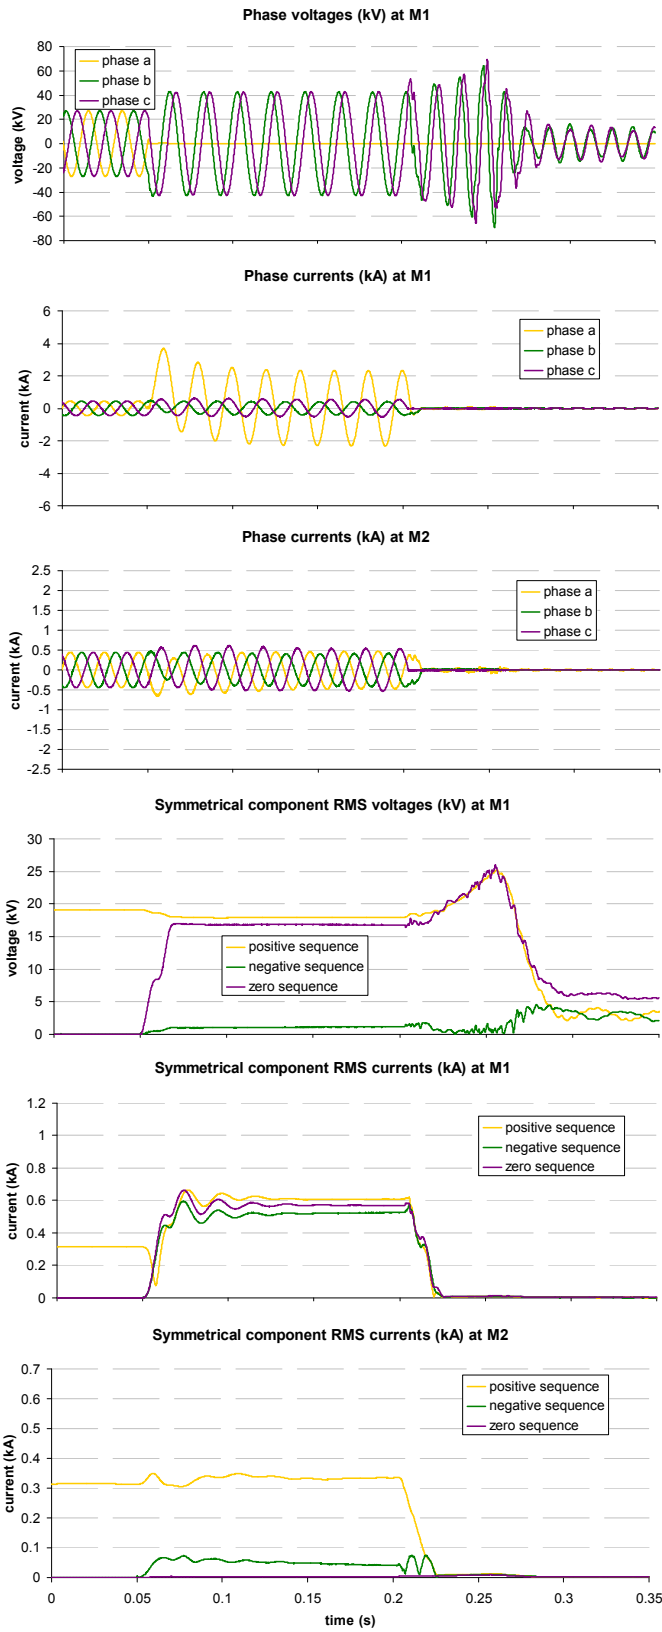 Phase voltages (kV) at M1
80
60
40
20
0
-20
-40
-60
-80
voltage (kV)
phase a
phase b
phase c
Phase currents (kA) at M1
6
4
2
0
-2
-4
-6
current (kA)
phase a
phase b
phase c
Phase currents (kA) at M2
2.5
2
1.5
1
0.5
0
-0.5
-1
-1.5
-2
-2.5
current (kA)
phase a
phase b
phase c
Symmetrical component RMS voltages (kV) at M1
30
25
20
15
10
5
0
voltage (kV)
positive sequence
negative sequence
zero sequence
Symmetrical component RMS currents (kA) at M1
1.2
1
0.8
0.6
0.4
0.2
0
current (kA)
positive sequence
negative sequence
zero sequence
Symmetrical component RMS currents (kA) at M2
0.7
0.6
0.5
0.4
0.3
0.2
0.1
0
current (kA)
positive sequence
negative sequence
zero sequence
0 0.05 0.1 0.15 0.2 0.25 0.3 0.35
time (s)